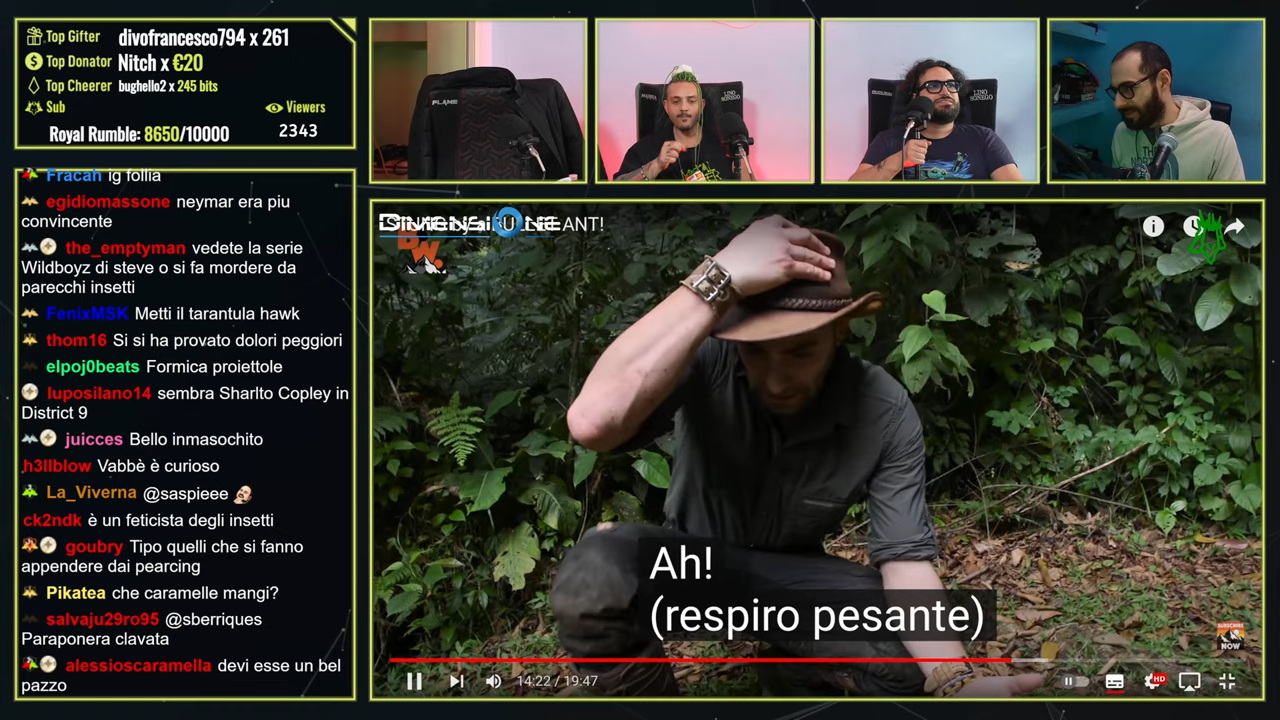 Top Gifter divofrancesco794 x 261
Top Donator Nitch x €20
Top Cheerer bughello2 x 245 bits
Sub
Viewers
Royal Rumble: 8650/10000
2343
Fracah ig follia
egidiomassone neymar era piu
convincente
the_emptyman vedete la serie
Wildboyz di steve o si fa mordere da
parecchi insetti
FenixMSK Metti il tarantula hawk
thom16 Si si ha provato dolori peggiori
elpoj0beats Formica proiettole
luposilano14 sembra Sharlto Copley in
District 9
juicces Bello inmasochito
h3llblow Vabbè è curioso
La_Viverna @saspieee
ck2ndk è un feticista degli insetti
goubry Tipo quelli che si fanno
appendere dai pearcing
Pikatea che caramelle mangi?
salvaju29ro95 @sberriques
Paraponera clavata
alessioscaramella devi esse un bel
pazzo
FLAME
LINO
SONEGO
LINO
SONEGO
ANT!
Ah!
(respiro pesante)
SUBSCRIBE
NOW
14:22 / 19:47
HD